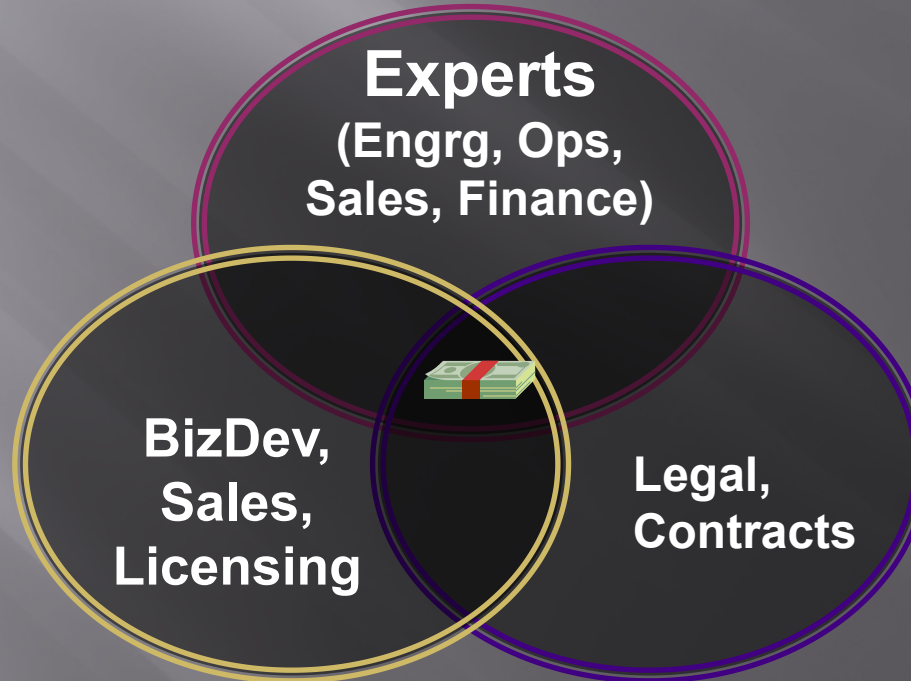 Experts
(Engrg, Ops,
Sales, Finance)
BizDev,
Sales,
Licensing
Legal,
Contracts